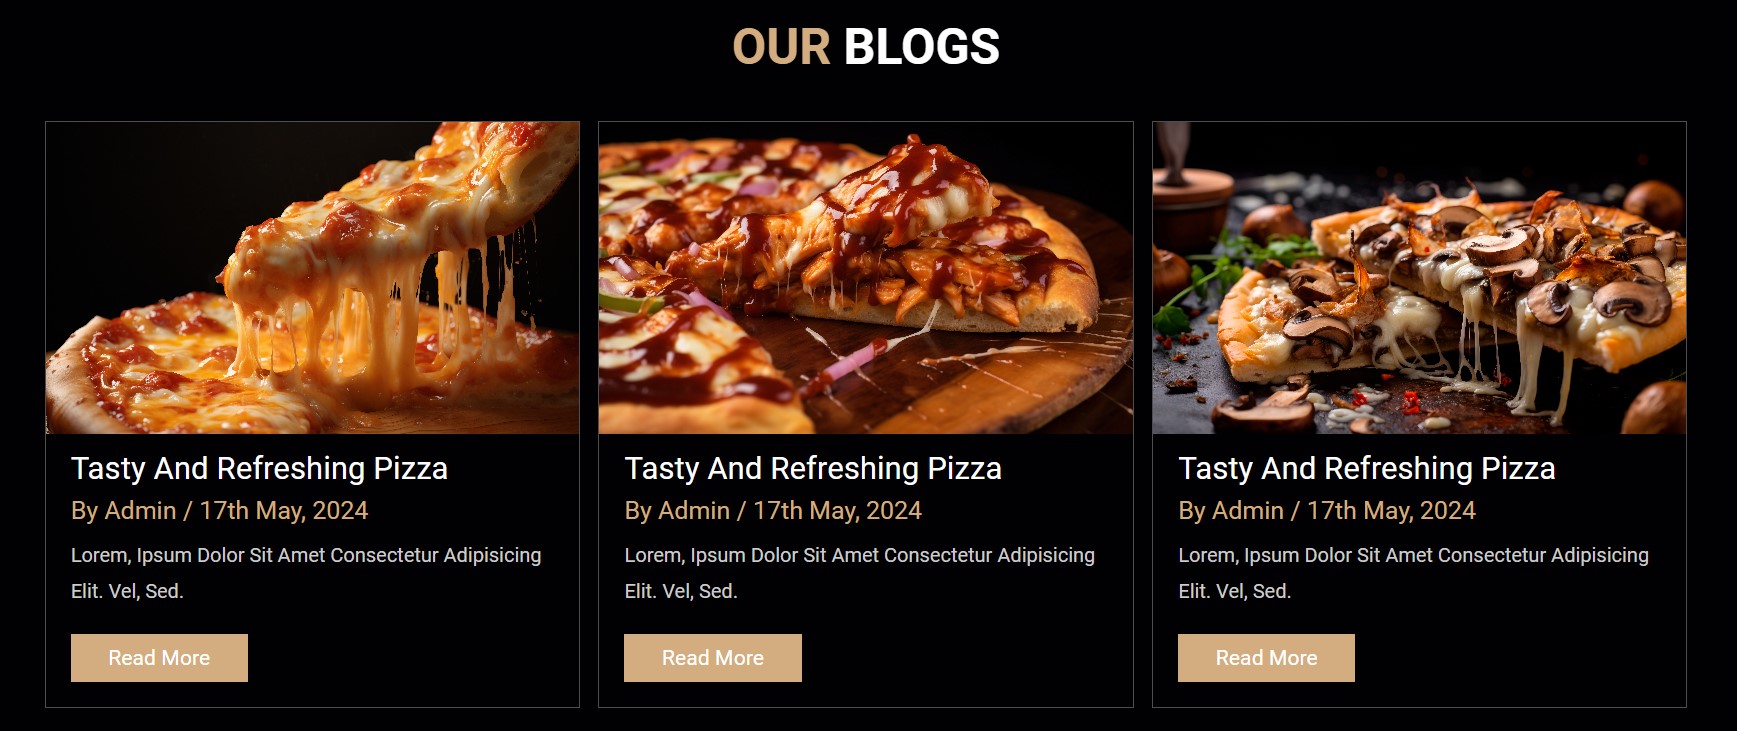 OUR BLOGS
Tasty And Refreshing Pizza
By Admin / 17th May, 2024
Lorem, Ipsum Dolor Sit Amet Consectetur Adipisicing
Elit. Vel, Sed.
Read More
Tasty And Refreshing Pizza
By Admin / 17th May, 2024
Lorem, Ipsum Dolor Sit Amet Consectetur Adipisicing
Elit. Vel, Sed.
Read More
Tasty And Refreshing Pizza
By Admin / 17th May, 2024
Lorem, Ipsum Dolor Sit Amet Consectetur Adipisicing
Elit. Vel, Sed.
Read More